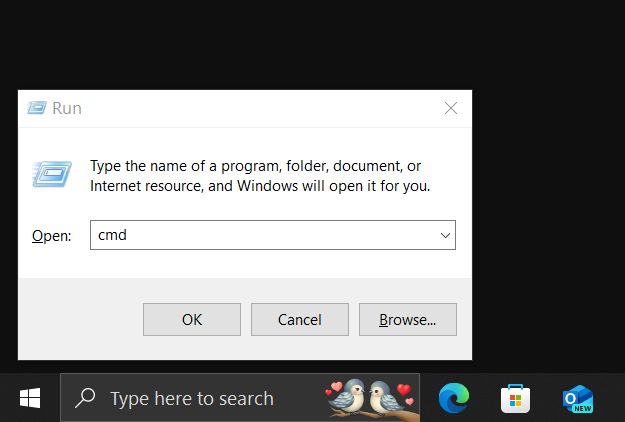 Run
Type the name of a program, folder, document, or
Internet resource, and Windows will open it for you.
Open: cmd
OK Cancel Browse...
Type here to search
NEW